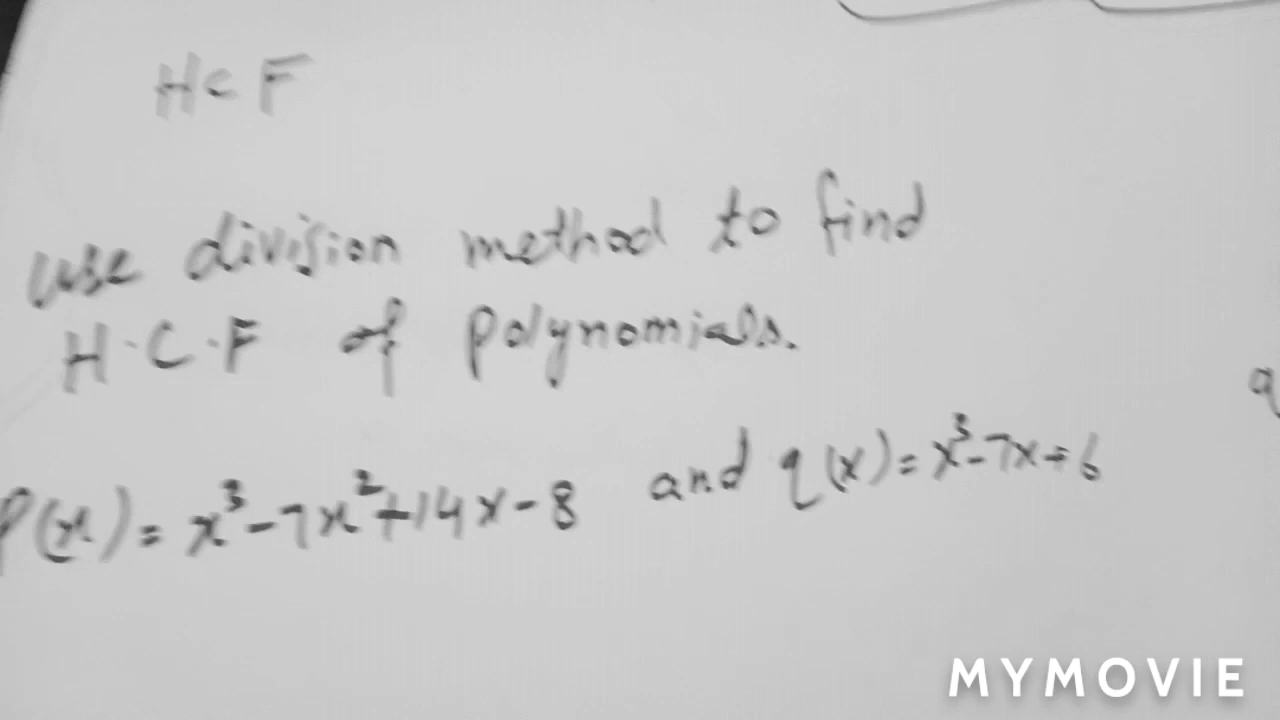 HCF
use division method to find
H.C.F of polynomials.
P(x) = x³-7x²+14x-8 and q(x) = x³-7x+6
q
MYMOVIE